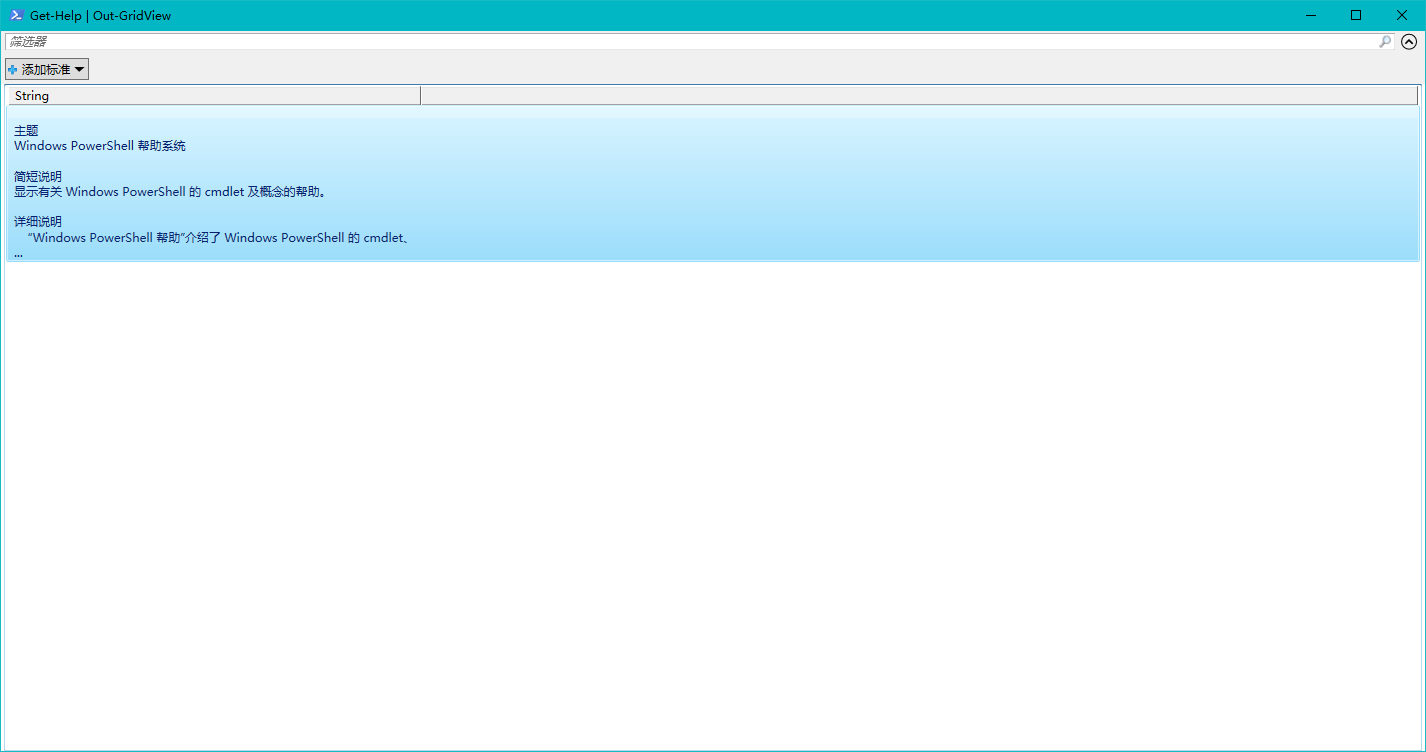 Get-Help | Out-GridView
筛选器
添加标准
String
主题
Windows PowerShell 帮助系统
简短说明
显示有关 Windows PowerShell 的 cmdlet 及概念的帮助。
详细说明
“Windows PowerShell 帮助”介绍了 Windows PowerShell 的 cmdlet、
...